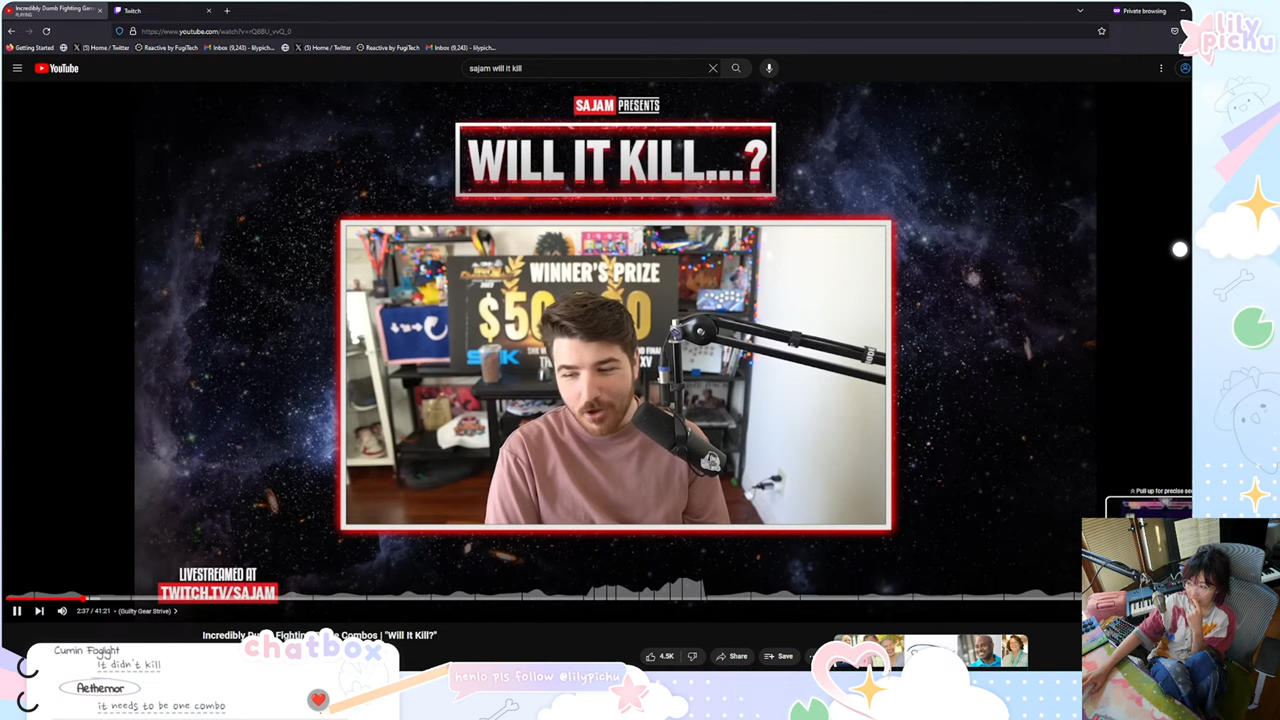 Incredibly Dumb Fighting Gam
PLAYING
Twitch
Private browsing
https://www.youtube.com/watch?v=rQ8BU_vvQ_0
Getting Started
(5) Home / Twitter
Reactive by FugiTech
Inbox (9,243) - lilypich...
(5) Home / Twitter
Reactive by FugiTech
Inbox (9,243) - lilypich...
lily
pichu
YouTube
sajam will it kill
SAJAM PRESENTS
WILL IT KILL...?
WINNER'S PRIZE
Pull up for precise see
LIVESTREAMED AT
TWITCH.TV/SAJAM
2:37 / 41:21 • (Guilty Gear Strive)
Incredibly Combos | "Will It Kill?"
4.5K
Share
Save
chatbox
Cumin Foglight
It didn't kill
Aethemor
it needs to be one combo
henlo pls follow @lilypichu